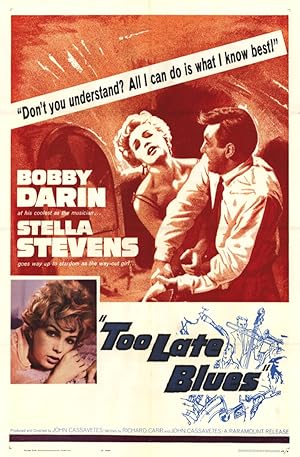 "Don't you understand? All I can do is what I know best!"
BOBBY
DARIN
at his coolest as the musician...
STELLA
STEVENS
goes way up to stardom as the way-out girl...
"Too Late
Blues"
Produced and Directed by JOHN CASSAVETES • Written by RICHARD CARR and JOHN CASSAVETES • A PARAMOUNT RELEASE